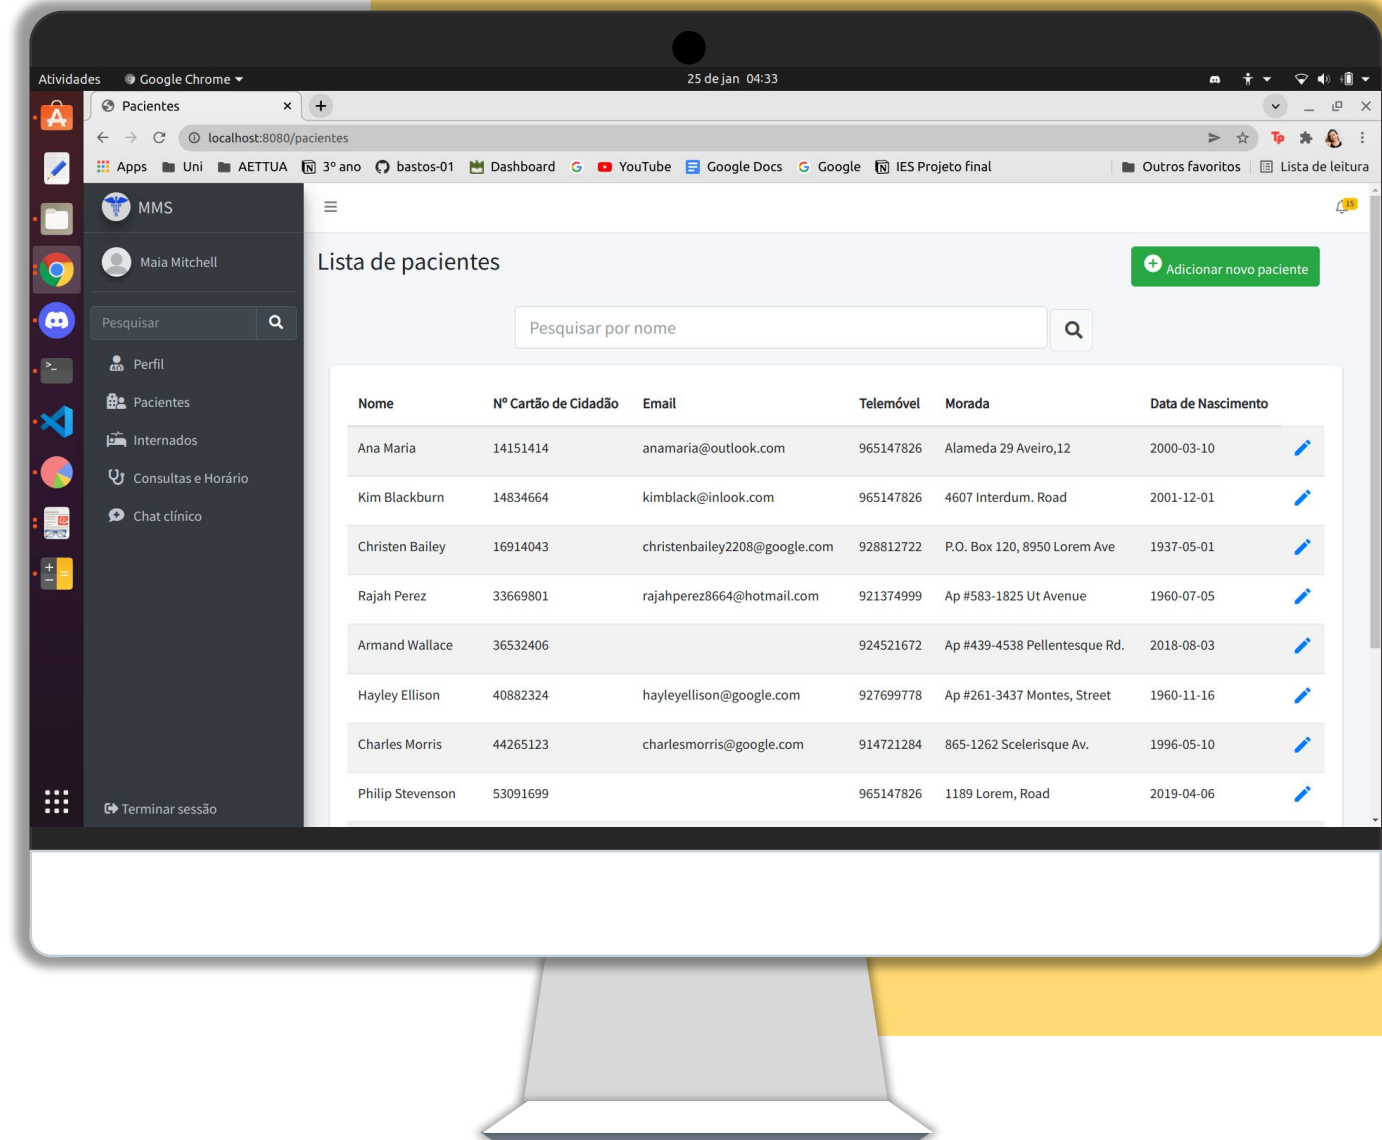 Atividades Google Chrome 25 de jan 04:33
Pacientes
localhost:8080/pacientes Tp
Apps Uni AETTUA 3º ano bastos-01 Dashboard YouTube Google Docs Google IES Projeto final Outros favoritos Lista de leitura
MMS 15
Maia Mitchell
Lista de pacientes
Adicionar novo paciente
Pesquisar
Pesquisar por nome
Perfil
Pacientes
Internados
Consultas e Horário
Chat clínico
Terminar sessão
Nome Nº Cartão de Cidadão Email Telemóvel Morada Data de Nascimento
Ana Maria 14151414 anamaria@outlook.com 965147826 Alameda 29 Aveiro,12 2000-03-10
Kim Blackburn 14834664 kimblack@inlook.com 965147826 4607 Interdum. Road 2001-12-01
Christen Bailey 16914043 christenbailey2208@google.com 928812722 P.O. Box 120, 8950 Lorem Ave 1937-05-01
Rajah Perez 33669801 rajahperez8664@hotmail.com 921374999 Ap #583-1825 Ut Avenue 1960-07-05
Armand Wallace 36532406 924521672 Ap #439-4538 Pellentesque Rd. 2018-08-03
Hayley Ellison 40882324 hayleyellison@google.com 927699778 Ap #261-3437 Montes, Street 1960-11-16
Charles Morris 44265123 charlesmorris@google.com 914721284 865-1262 Scelerisque Av. 1996-05-10
Philip Stevenson 53091699 965147826 1189 Lorem, Road 2019-04-06